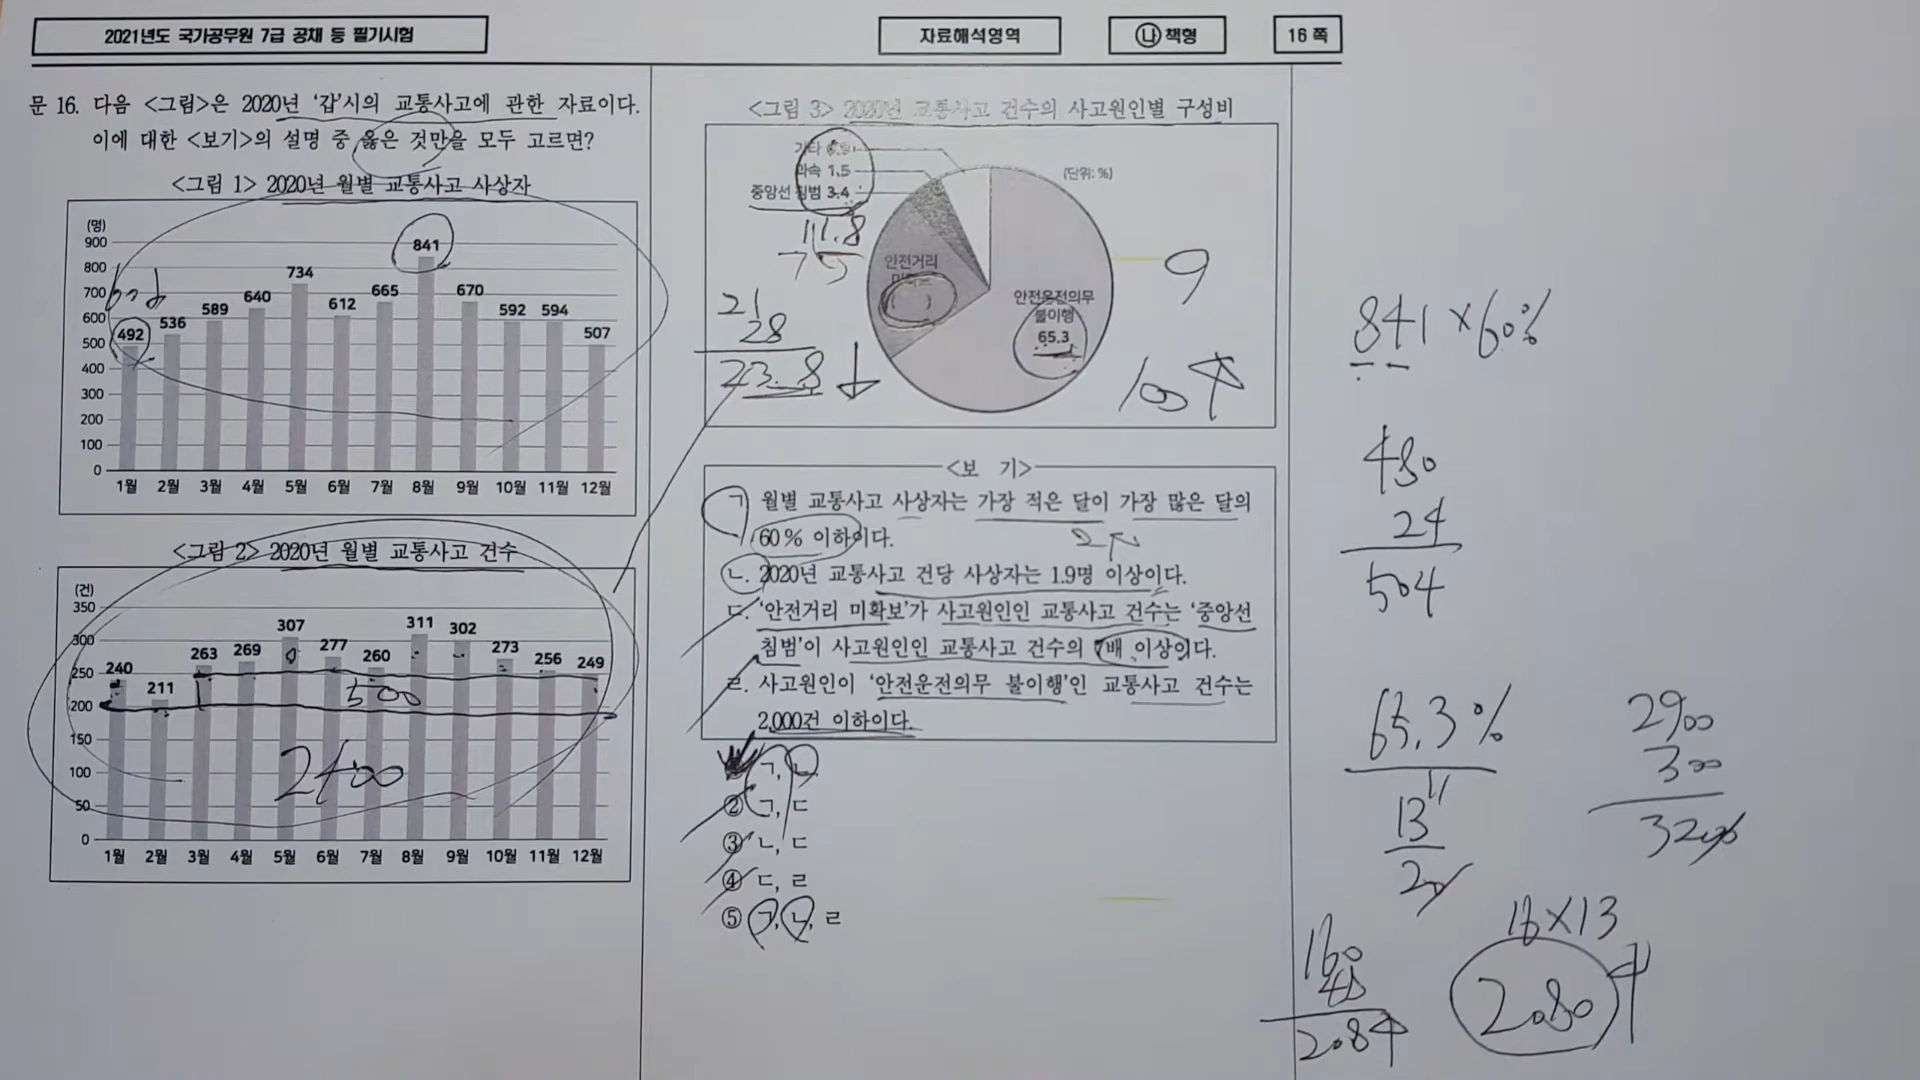 2021년도 국가공무원 7급 공채 등 필기시험
자료해석영역
나 책형
16 쪽
문 16. 다음 <그림>은 2020년 '갑'시의 교통사고에 관한 자료이다.
이에 대한 <보기>의 설명 중 옳은 것만을 모두 고르면?
<그림 1> 2020년 월별 교통사고 사상자
(명)
900
800
700
600
500
400
300
200
100
0
492 536 589 640 734 612 665 841 670 592 594 507
1월 2월 3월 4월 5월 6월 7월 8월 9월 10월 11월 12월
<그림 2> 2020년 월별 교통사고 건수
(건)
350
300
250
200
150
100
50
0
240 211 263 269 307 277 260 311 302 273 256 249
500
2400
1월 2월 3월 4월 5월 6월 7월 8월 9월 10월 11월 12월
<그림 3> 2020년 교통사고 건수의 사고원인별 구성비
(단위: %)
기타
과속 1.5
중앙선 침범 3.4
안전거리
( )
안전운전의무
불이행
65.3
11.8
21
28
23.8
9
100
<보 기>
ㄱ 월별 교통사고 사상자는 가장 적은 달이 가장 많은 달의
60% 이하이다.
ㄴ. 2020년 교통사고 건당 사상자는 1.9명 이상이다.
ㄷ. '안전거리 미확보'가 사고원인인 교통사고 건수는 '중앙선
침범'이 사고원인인 교통사고 건수의 7배 이상이다.
ㄹ. 사고원인이 '안전운전의무 불이행'인 교통사고 건수는
2,000건 이하이다.
ㄱ, ㄴ
② ㄱ, ㄷ
③ ㄴ, ㄷ
④ ㄷ, ㄹ
⑤ ㄱ, ㄴ, ㄹ
841 × 60%
480
24
504
65.3%
13
2900
300
3200
16×13
2080
160
48
208